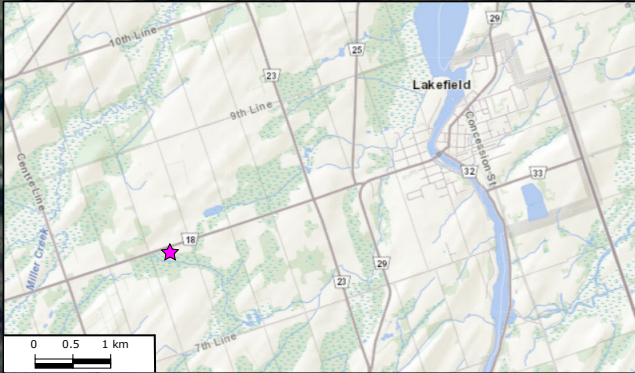 29
10th Line
25
23
Lakefield
9th Line
Concession St
Centre Line
32
33
18
Miller Creek
29
23
7th Line
0 0.5 1 km